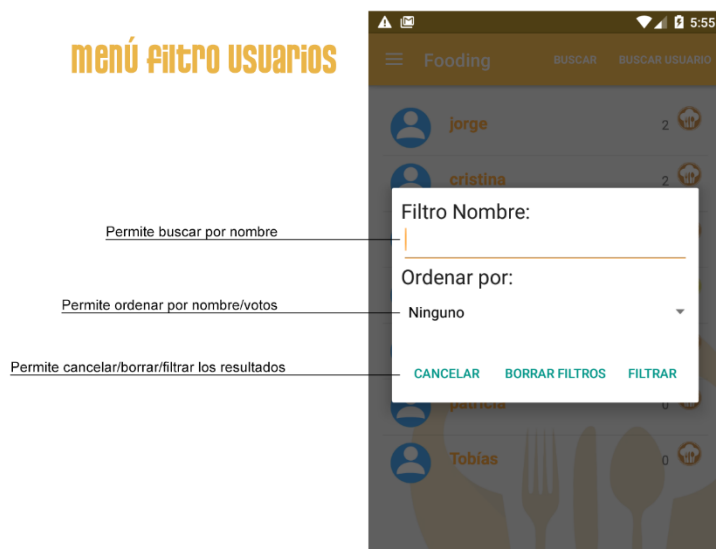 menú filtro usuarios
5:55
Fooding BUSCAR BUSCAR USUARIO
jorge 2
cristina 2
Filtro Nombre:
Permite buscar por nombre
Ordenar por:
Permite ordenar por nombre/votos
Ninguno
Permite cancelar/borrar/filtrar los resultados
CANCELAR BORRAR FILTROS FILTRAR
patricia 0
Tobías 0